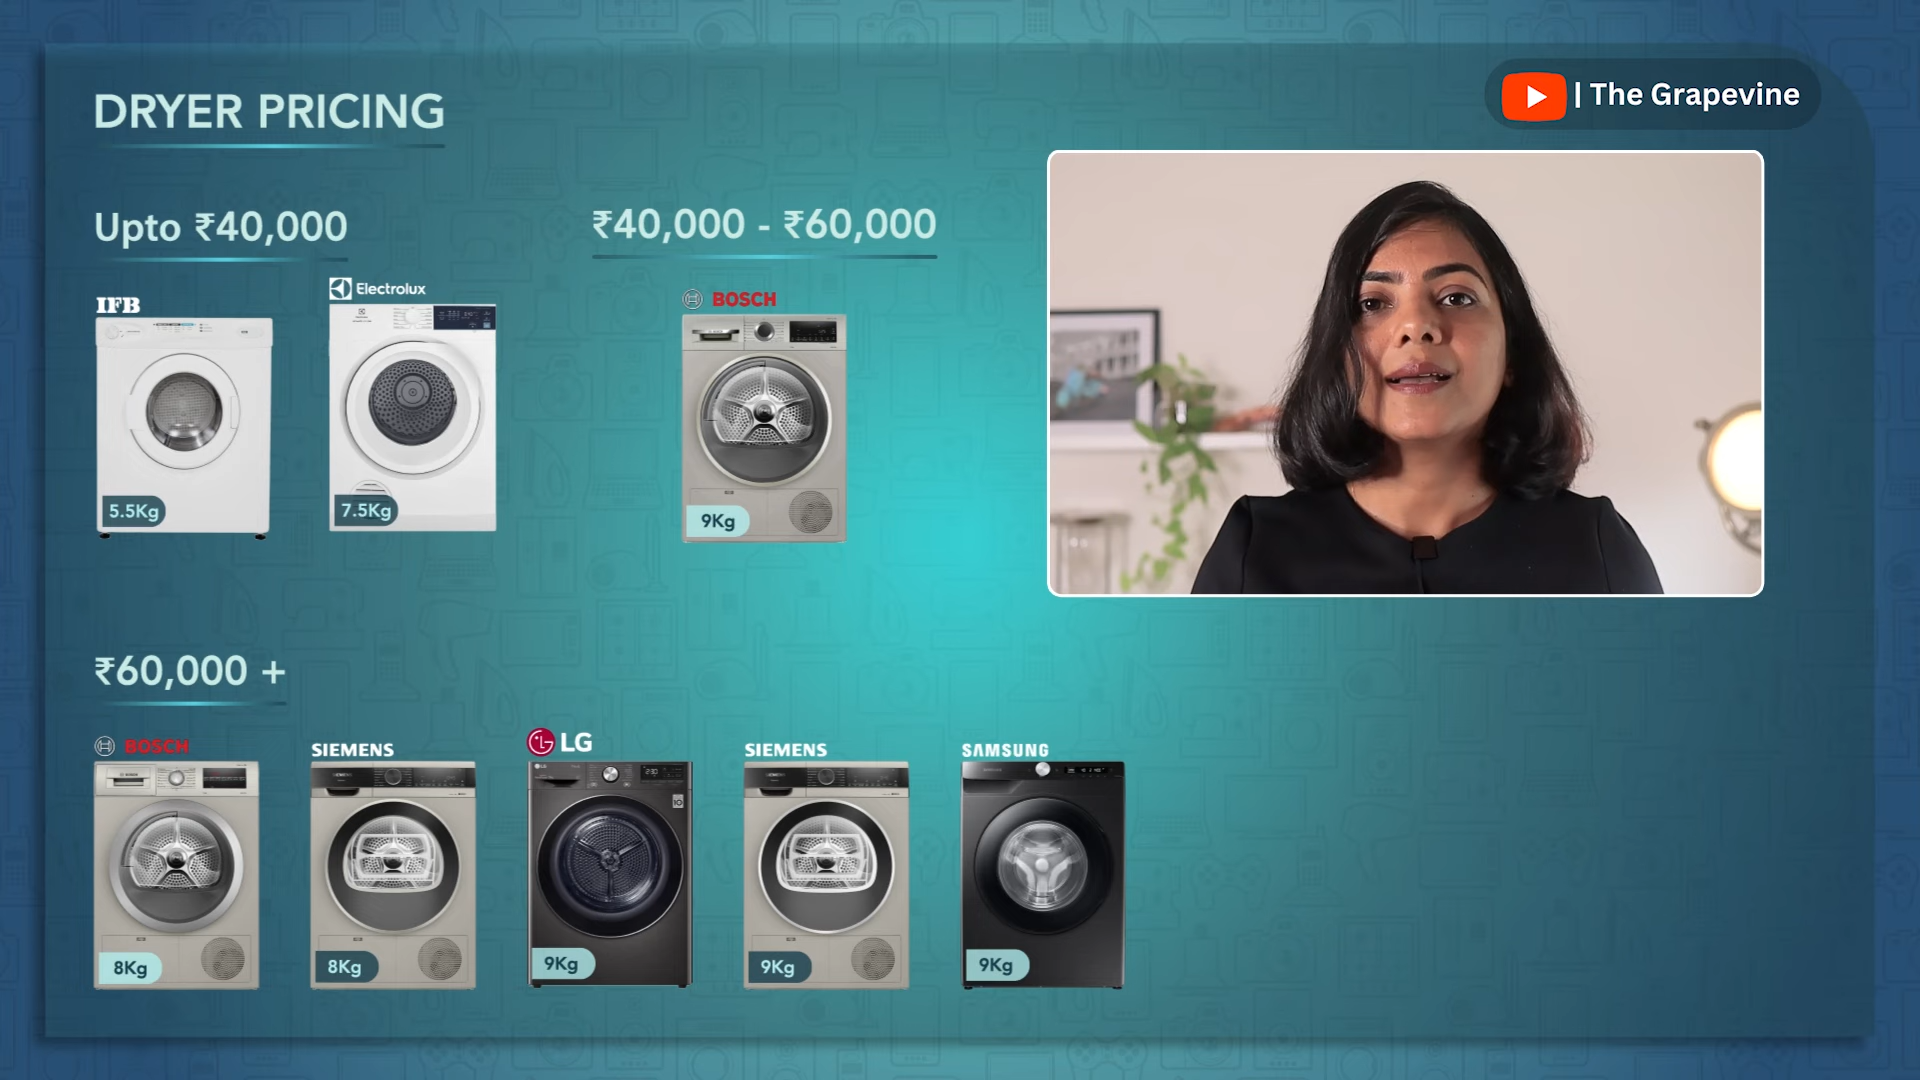 DRYER PRICING
| The Grapevine
Upto ₹40,000
₹40,000 - ₹60,000
IFB
Electrolux
BOSCH
5.5Kg
7.5Kg
9Kg
₹60,000 +
BOSCH
SIEMENS
LG
SIEMENS
SAMSUNG
8Kg
8Kg
9Kg
9Kg
9Kg